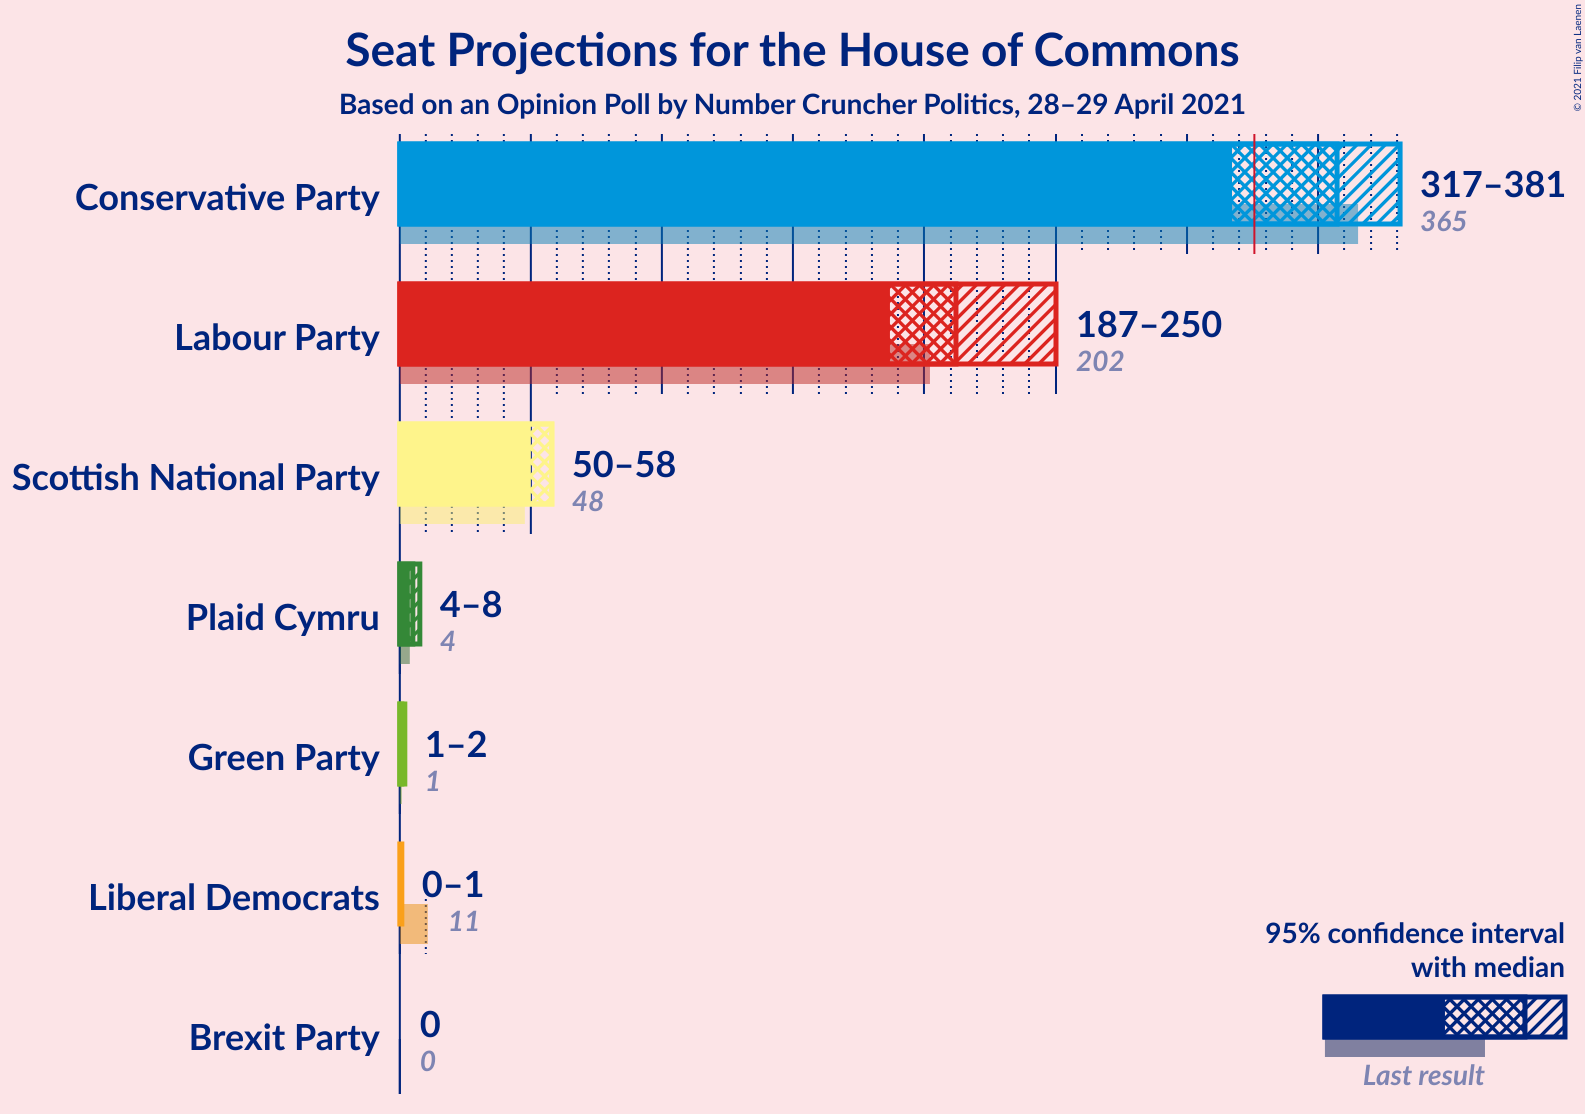 Seat Projections for the House of Commons
Based on an Opinion Poll by Number Cruncher Politics, 28–29 April 2021
© 2021 Filip van Laenen
Conservative Party
317–381
365
Labour Party
187–250
202
Scottish National Party
50–58
48
Plaid Cymru
4–8
4
Green Party
1–2
1
Liberal Democrats
0–1
11
Brexit Party
0
0
95% confidence interval
with median
Last result